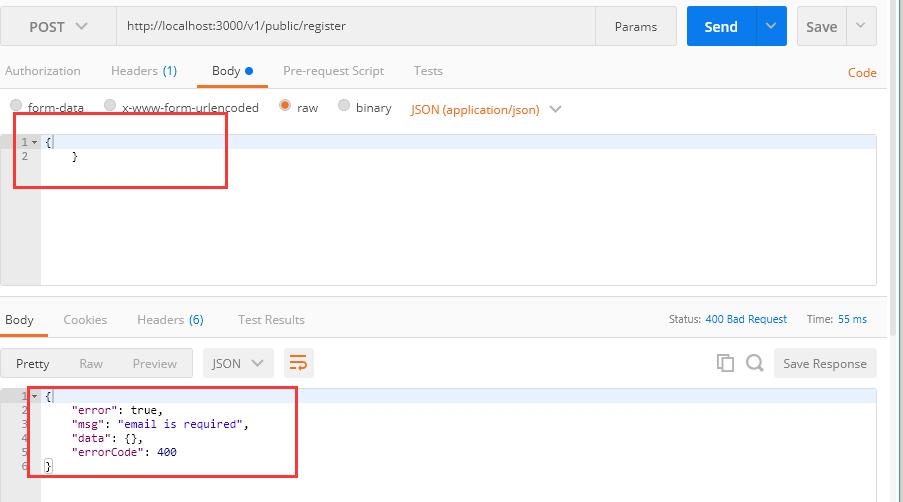 POST http://localhost:3000/v1/public/register Params Send Save
Authorization Headers (1) Body Pre-request Script Tests Code
form-data x-www-form-urlencoded raw binary JSON (application/json)
1 {
2 }
Body Cookies Headers (6) Test Results Status: 400 Bad Request Time: 55 ms
Pretty Raw Preview JSON Save Response
1 {
2 "error": true,
3 "msg": "email is required",
4 "data": {},
5 "errorCode": 400
6 }